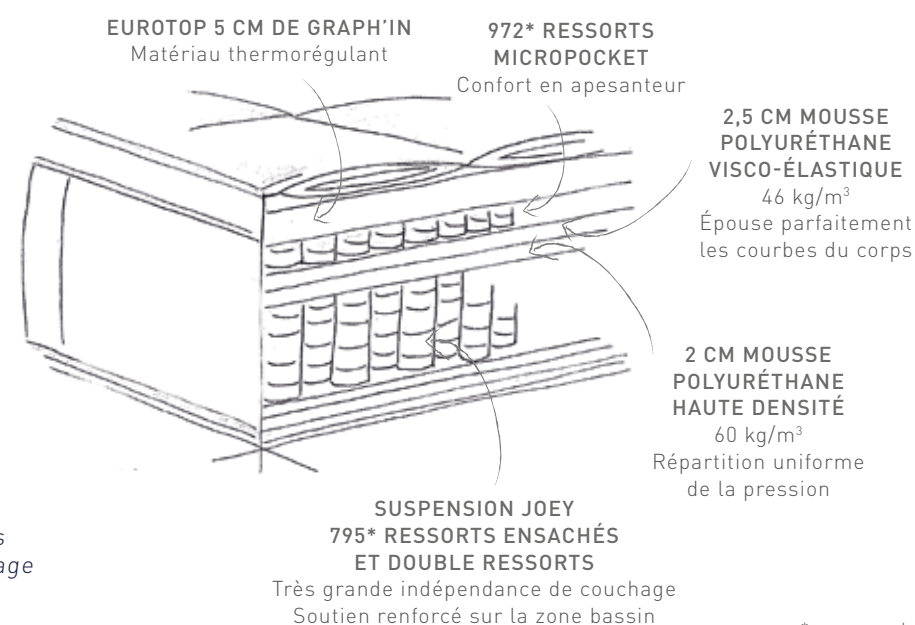 EUROTOP 5 CM DE GRAPH'IN
Matériau thermorégulant
972* RESSORTS
MICROPOCKET
Confort en apesanteur
2,5 CM MOUSSE
POLYURÉTHANE
VISCO-ÉLASTIQUE
46 kg/m³
Épouse parfaitement
les courbes du corps
2 CM MOUSSE
POLYURÉTHANE
HAUTE DENSITÉ
60 kg/m³
Répartition uniforme
de la pression
SUSPENSION JOEY
795* RESSORTS ENSACHÉS
ET DOUBLE RESSORTS
Très grande indépendance de couchage
Soutien renforcé sur la zone bassin